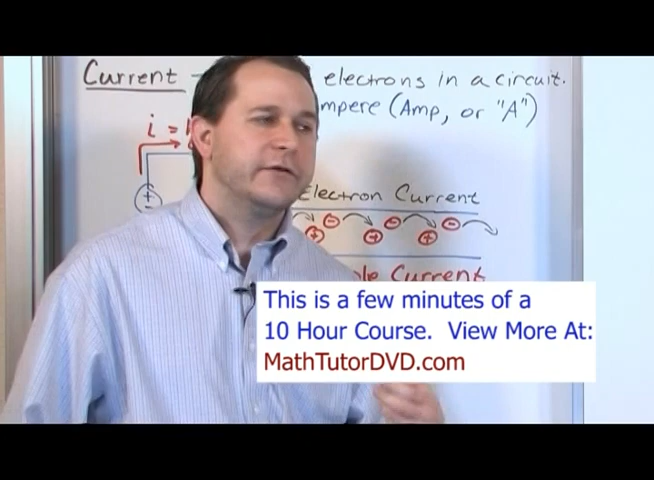 Current - electrons in a circuit.
mpere (Amp, or "A")
i =
+
-
Electron Current
- - -
+ + +
le Current
This is a few minutes of a
10 Hour Course. View More At:
MathTutorDVD.com